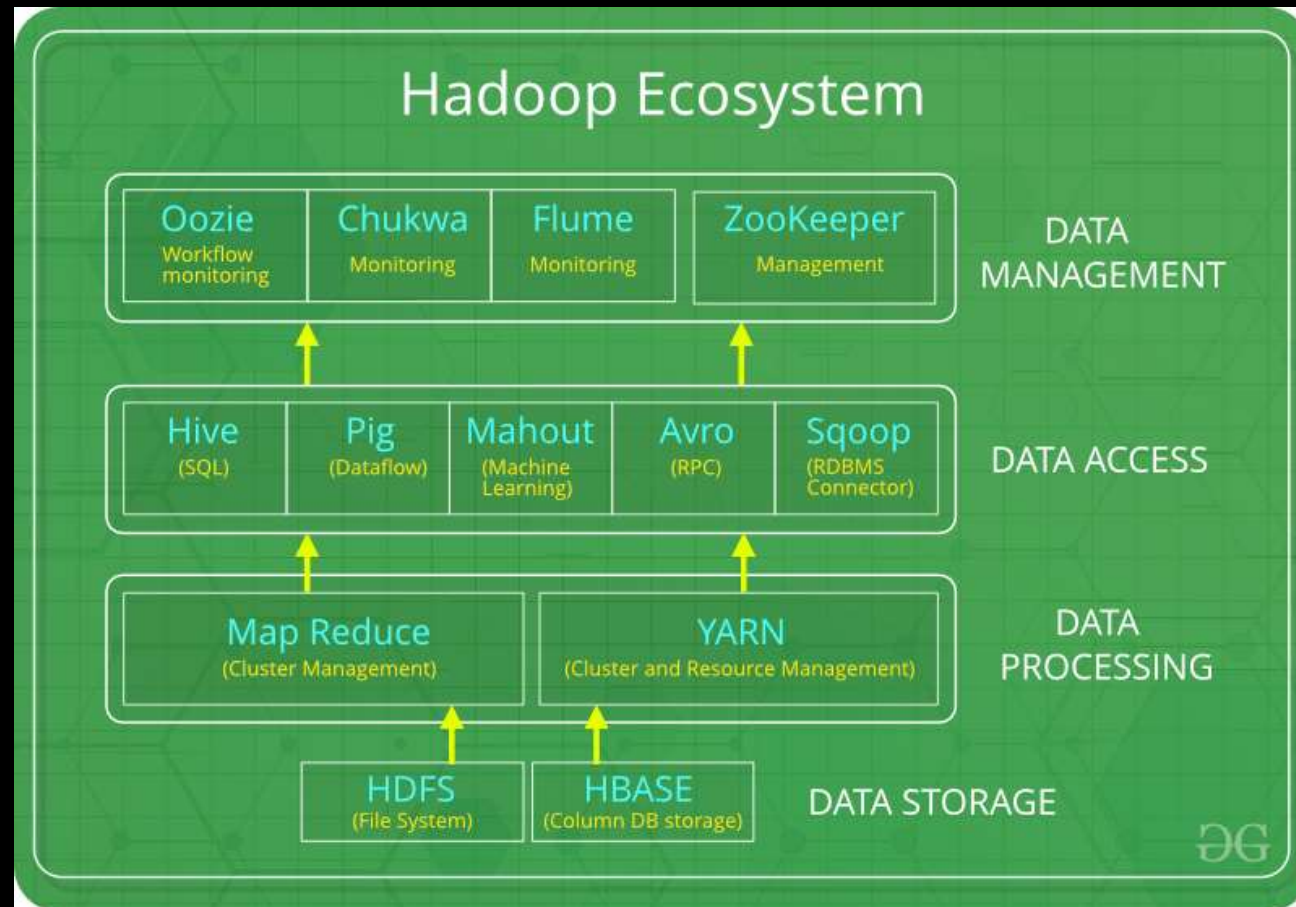 Hadoop Ecosystem
Oozie
Workflow
monitoring
Chukwa
Monitoring
Flume
Monitoring
ZooKeeper
Management
DATA
MANAGEMENT
Hive
(SQL)
Pig
(Dataflow)
Mahout
(Machine
Learning)
Avro
(RPC)
Sqoop
(RDBMS
Connector)
DATA ACCESS
Map Reduce
(Cluster Management)
YARN
(Cluster and Resource Management)
DATA
PROCESSING
HDFS
(File System)
HBASE
(Column DB storage)
DATA STORAGE